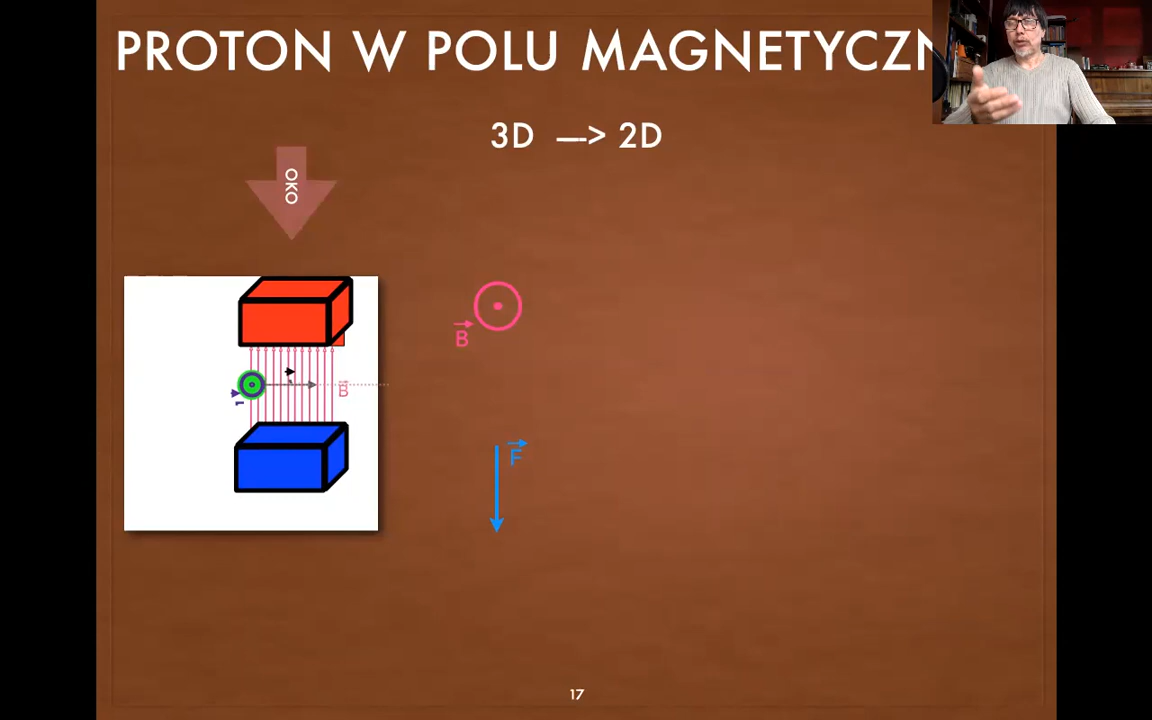 PROTON W POLU MAGNETYCZN
3D —-> 2D
OKO
B
B
F
17